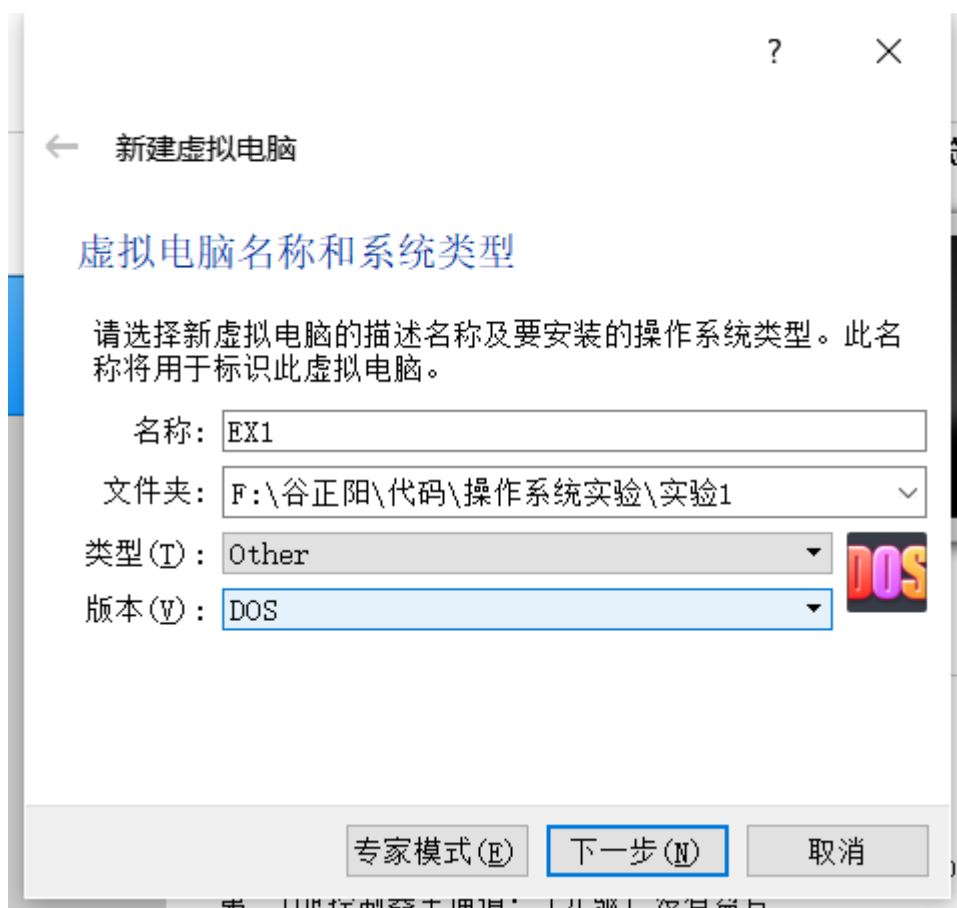 ?
新建虚拟电脑
虚拟电脑名称和系统类型
请选择新虚拟电脑的描述名称及要安装的操作系统类型。此名
称将用于标识此虚拟电脑。
名称: EX1
文件夹: F:\谷正阳\代码\操作系统实验\实验1
类型(T): Other
DOS
版本(V): DOS
专家模式(E) 下一步(N) 取消